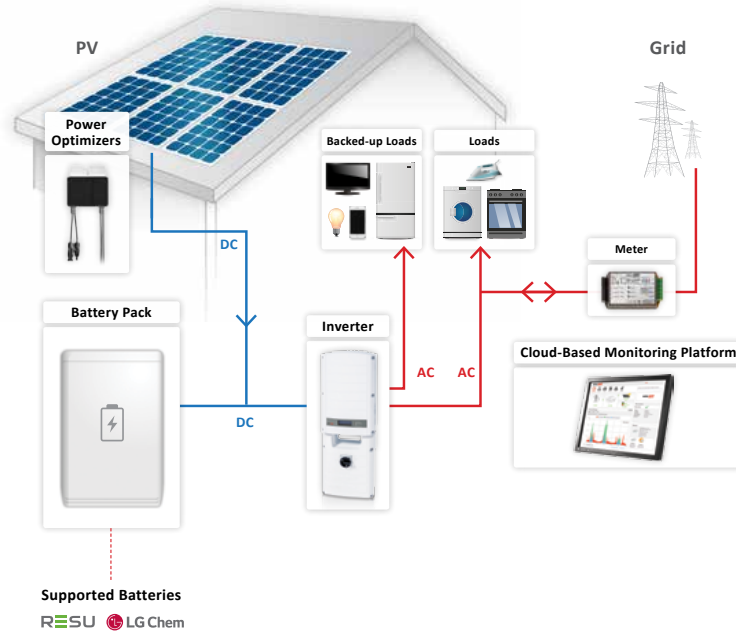 PV
Grid
Power
Optimizers
Backed-up Loads
Loads
DC
Meter
Battery Pack
Inverter
Cloud-Based Monitoring Platform
AC
AC
DC
Supported Batteries
RESU LG Chem